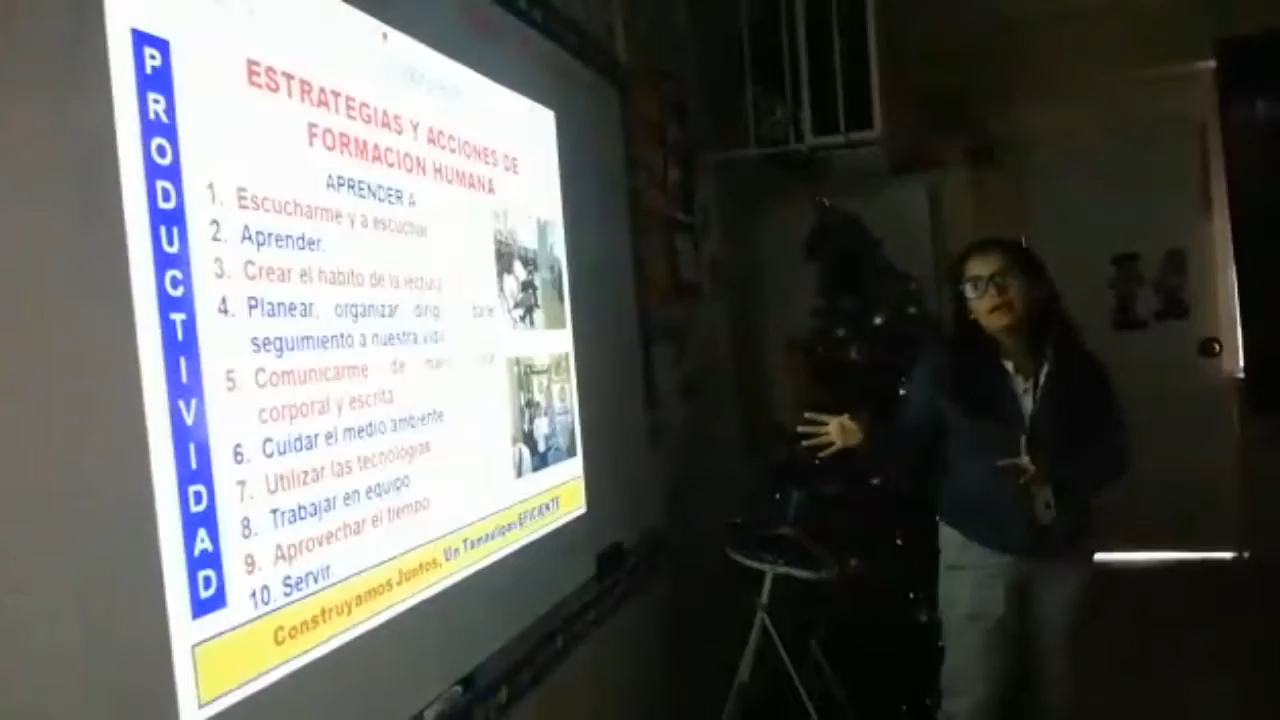 PRODUCTIVIDAD
ESTRATEGIAS Y ACCIONES DE
FORMACION HUMANA
APRENDER A
1. Escucharme y a escuchar
2. Aprender.
3. Crear el habito de la lectura
4. Planear, organizar
seguimiento a nuestra vida
5. Comunicarme de
corporal y escrita
6. Cuidar el medio ambiente
7. Utilizar las tecnologias
8. Trabajar en equipo
9. Aprovechar el tiempo
10. Servir.
Construyamos Juntos, Un Tamaulipas EFICIENTE